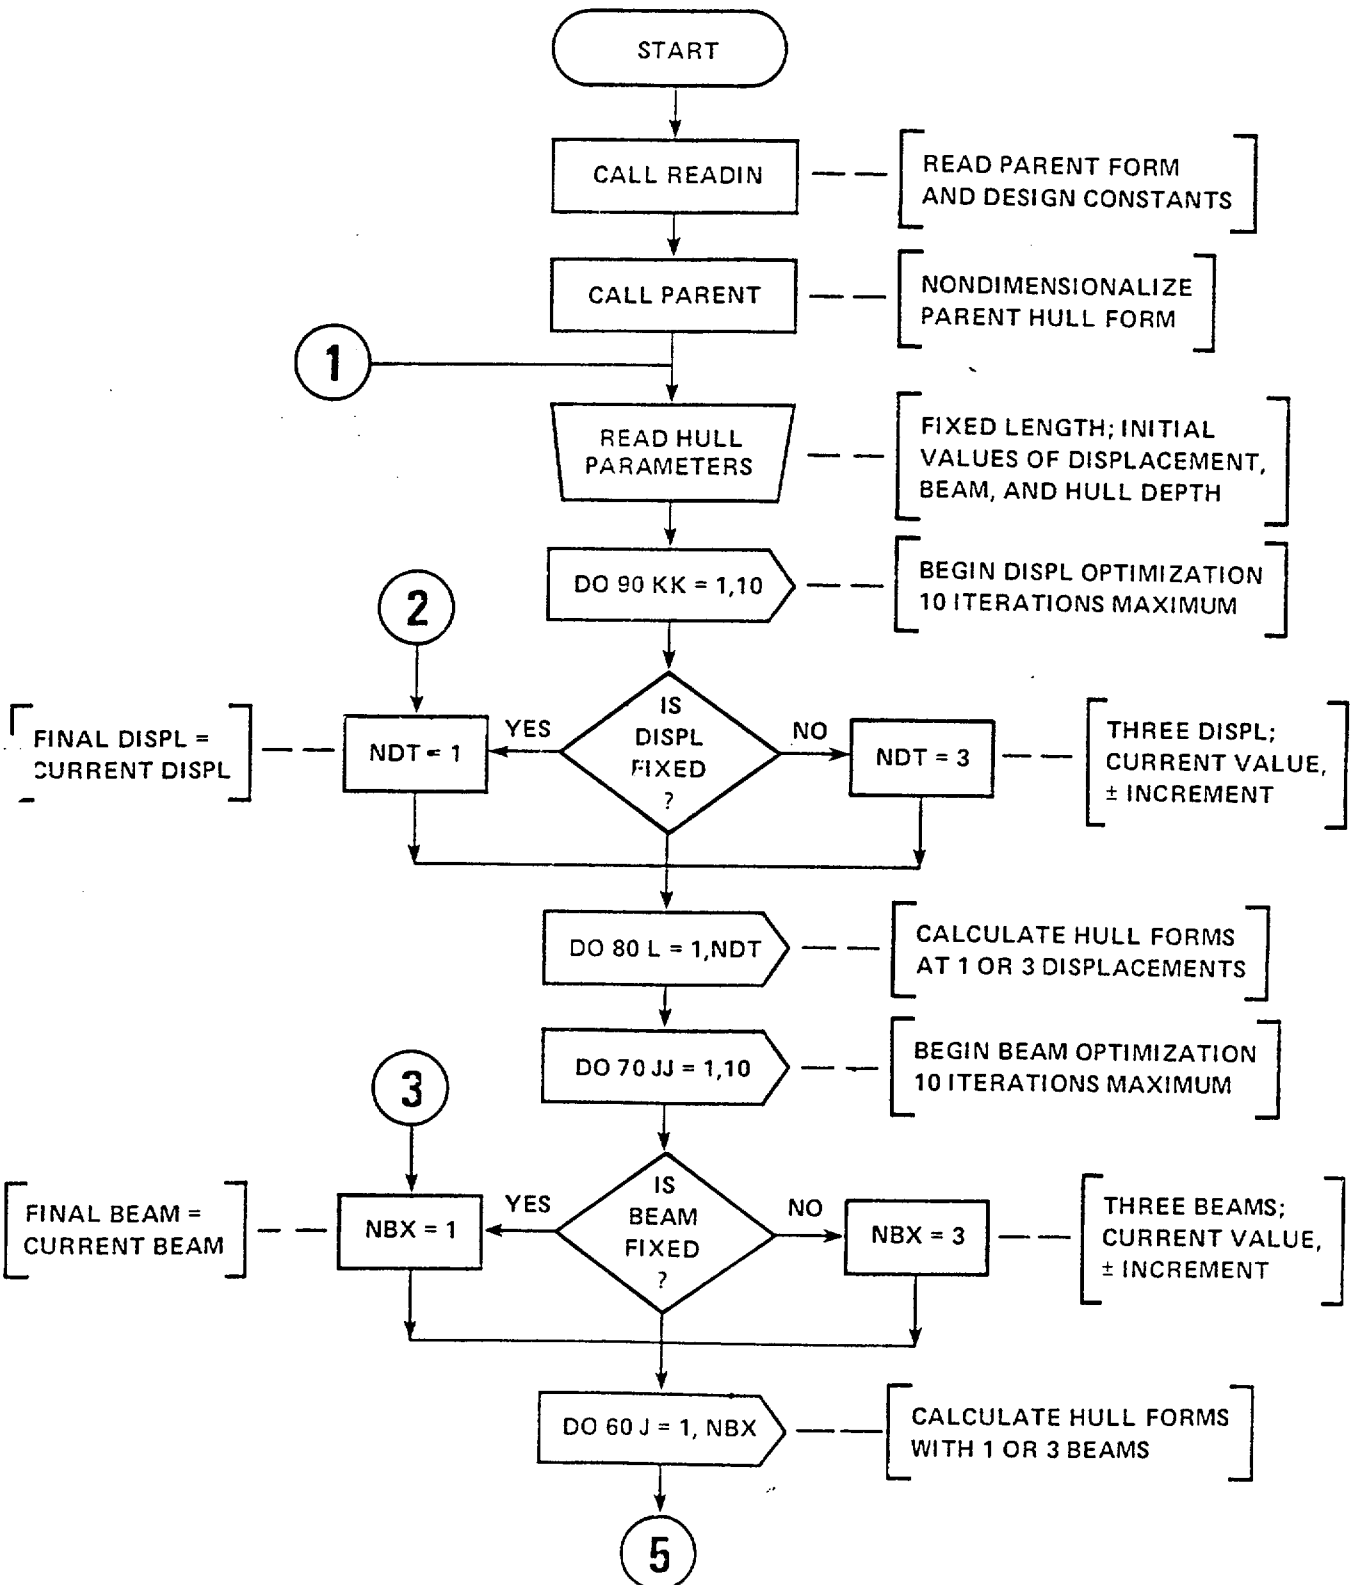 START
CALL READIN
READ PARENT FORM
AND DESIGN CONSTANTS
CALL PARENT
NONDIMENSIONALIZE
PARENT HULL FORM
1
READ HULL
PARAMETERS
FIXED LENGTH; INITIAL
VALUES OF DISPLACEMENT,
BEAM, AND HULL DEPTH
DO 90 KK = 1,10
BEGIN DISPL OPTIMIZATION
10 ITERATIONS MAXIMUM
2
IS
DISPL
FIXED
?
YES
NO
NDT = 1
FINAL DISPL =
CURRENT DISPL
NDT = 3
THREE DISPL;
CURRENT VALUE,
± INCREMENT
DO 80 L = 1,NDT
CALCULATE HULL FORMS
AT 1 OR 3 DISPLACEMENTS
DO 70 JJ = 1,10
BEGIN BEAM OPTIMIZATION
10 ITERATIONS MAXIMUM
3
IS
BEAM
FIXED
?
YES
NO
NBX = 1
FINAL BEAM =
CURRENT BEAM
NBX = 3
THREE BEAMS;
CURRENT VALUE,
± INCREMENT
DO 60 J = 1, NBX
CALCULATE HULL FORMS
WITH 1 OR 3 BEAMS
5